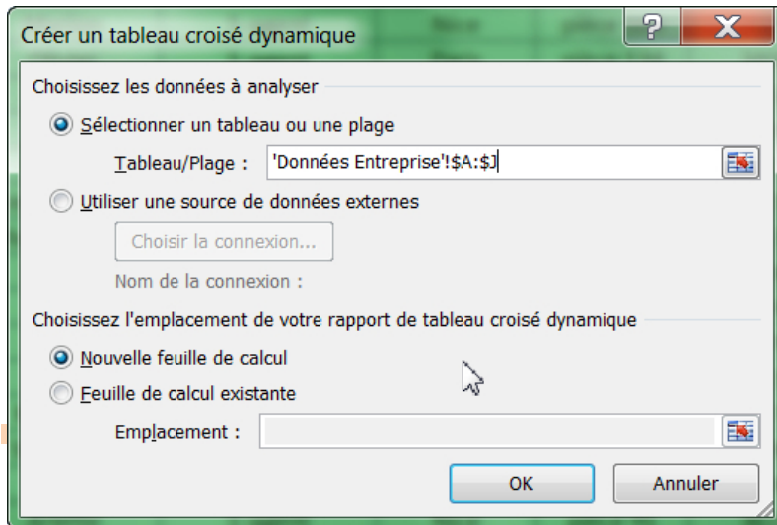 Créer un tableau croisé dynamique
Choisissez les données à analyser
Sélectionner un tableau ou une plage
Tableau/Plage : 'Données Entreprise'!$A:$J
Utiliser une source de données externes
Choisir la connexion...
Nom de la connexion :
Choisissez l'emplacement de votre rapport de tableau croisé dynamique
Nouvelle feuille de calcul
Feuille de calcul existante
Emplacement :
OK Annuler